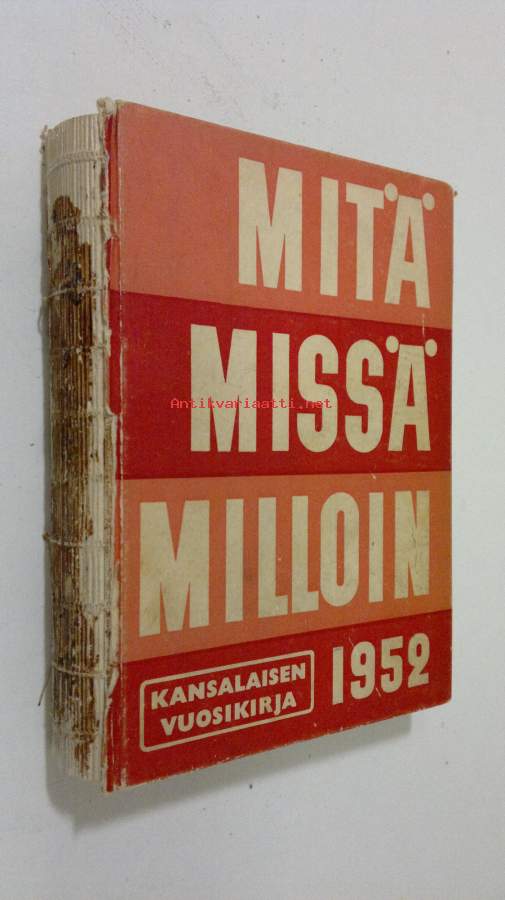 MITÄ
MISSÄ
Antikvariaatti.net
MILLOIN
KANSALAISEN
VUOSIKIRJA
1952